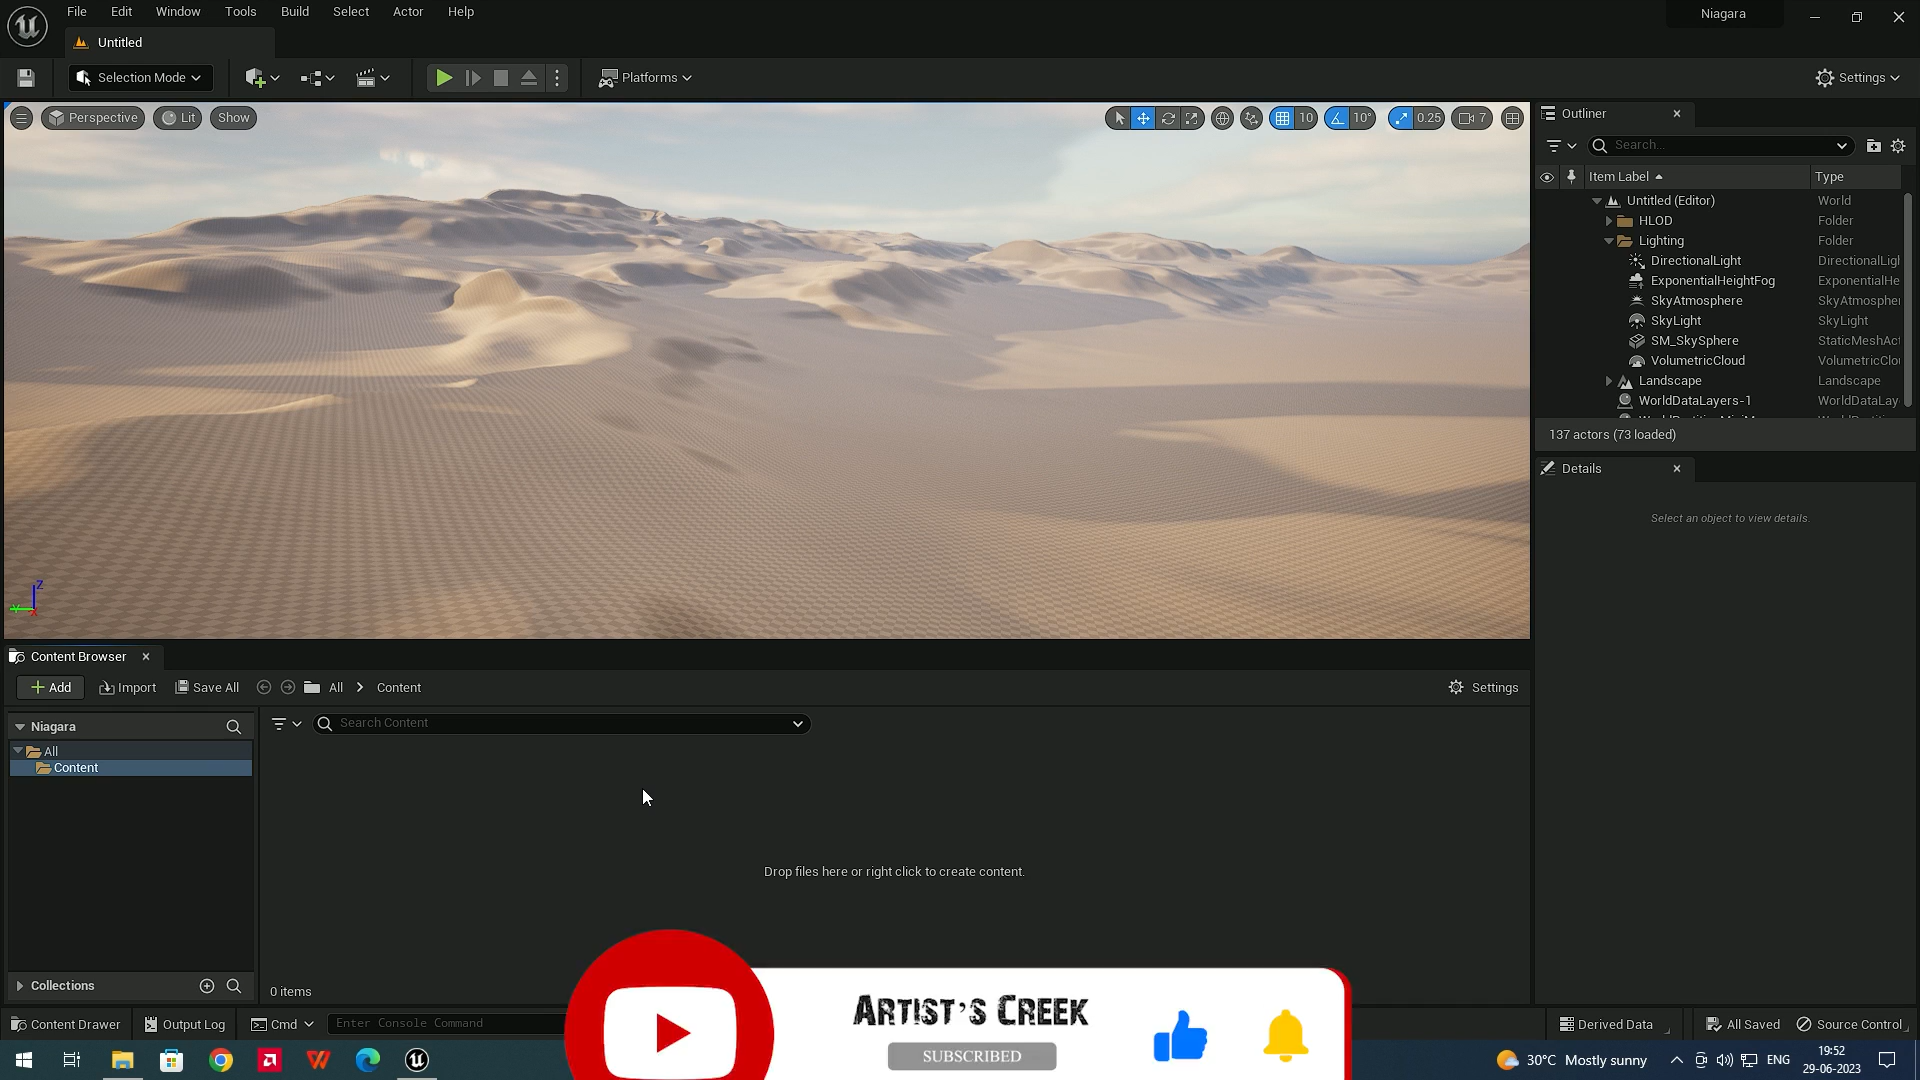 File Edit Window Tools Build Select Actor Help
Niagara
Untitled
Selection Mode
Platforms
Settings
Perspective Lit Show
10 10° 0.25 7
Outliner
Search...
Item Label Type
Untitled (Editor) World
HLOD Folder
Lighting Folder
DirectionalLight DirectionalLigl
ExponentialHeightFog ExponentialHe
SkyAtmosphere SkyAtmospher
SkyLight SkyLight
SM_SkySphere StaticMeshAct
VolumetricCloud VolumetricClou
Landscape Landscape
WorldDataLayers-1 WorldDataLay
137 actors (73 loaded)
Details
Select an object to view details.
Z
Y
Content Browser
Add Import Save All All Content Settings
Niagara
Search Content
All
Content
Drop files here or right click to create content.
Collections
0 items
Content Drawer Output Log Cmd Enter Console Command
Derived Data All Saved Source Control
ARTIST'S CREEK
SUBSCRIBED
30°C Mostly sunny ENG
19:52
29-06-2023